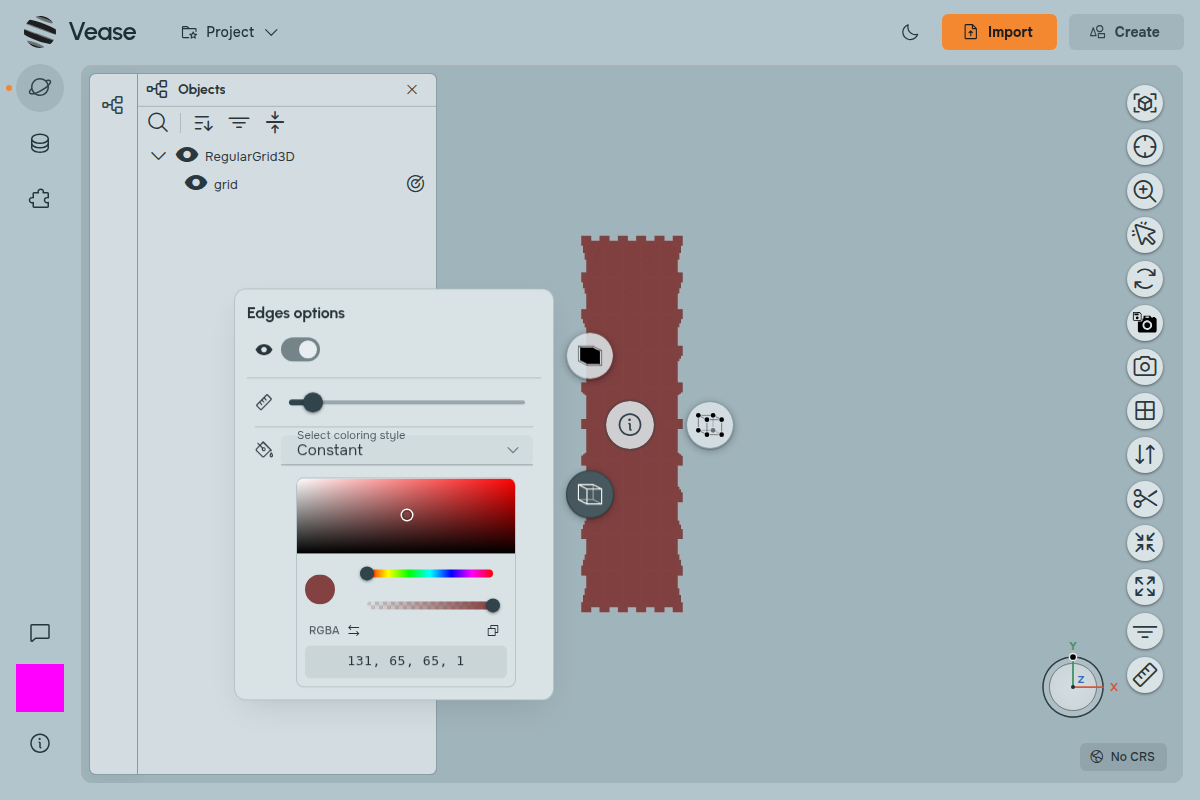 Vease
Project
Import
Create
Objects
RegularGrid3D
grid
Edges options
Select coloring style
Constant
RGBA
131, 65, 65, 1
Y
Z
X
No CRS